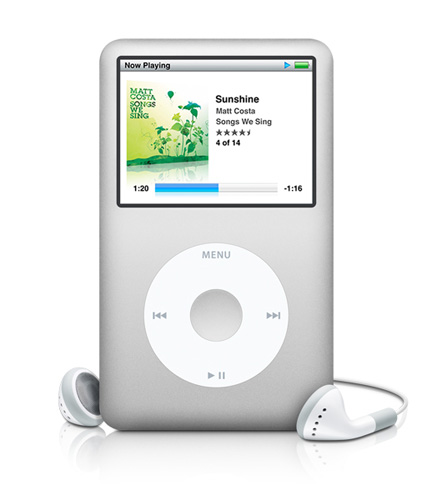 Now Playing
MATT
COSTA
SONGS
WE
SING
Sunshine
Matt Costa
Songs We Sing
4 of 14
1:20
-1:16
MENU